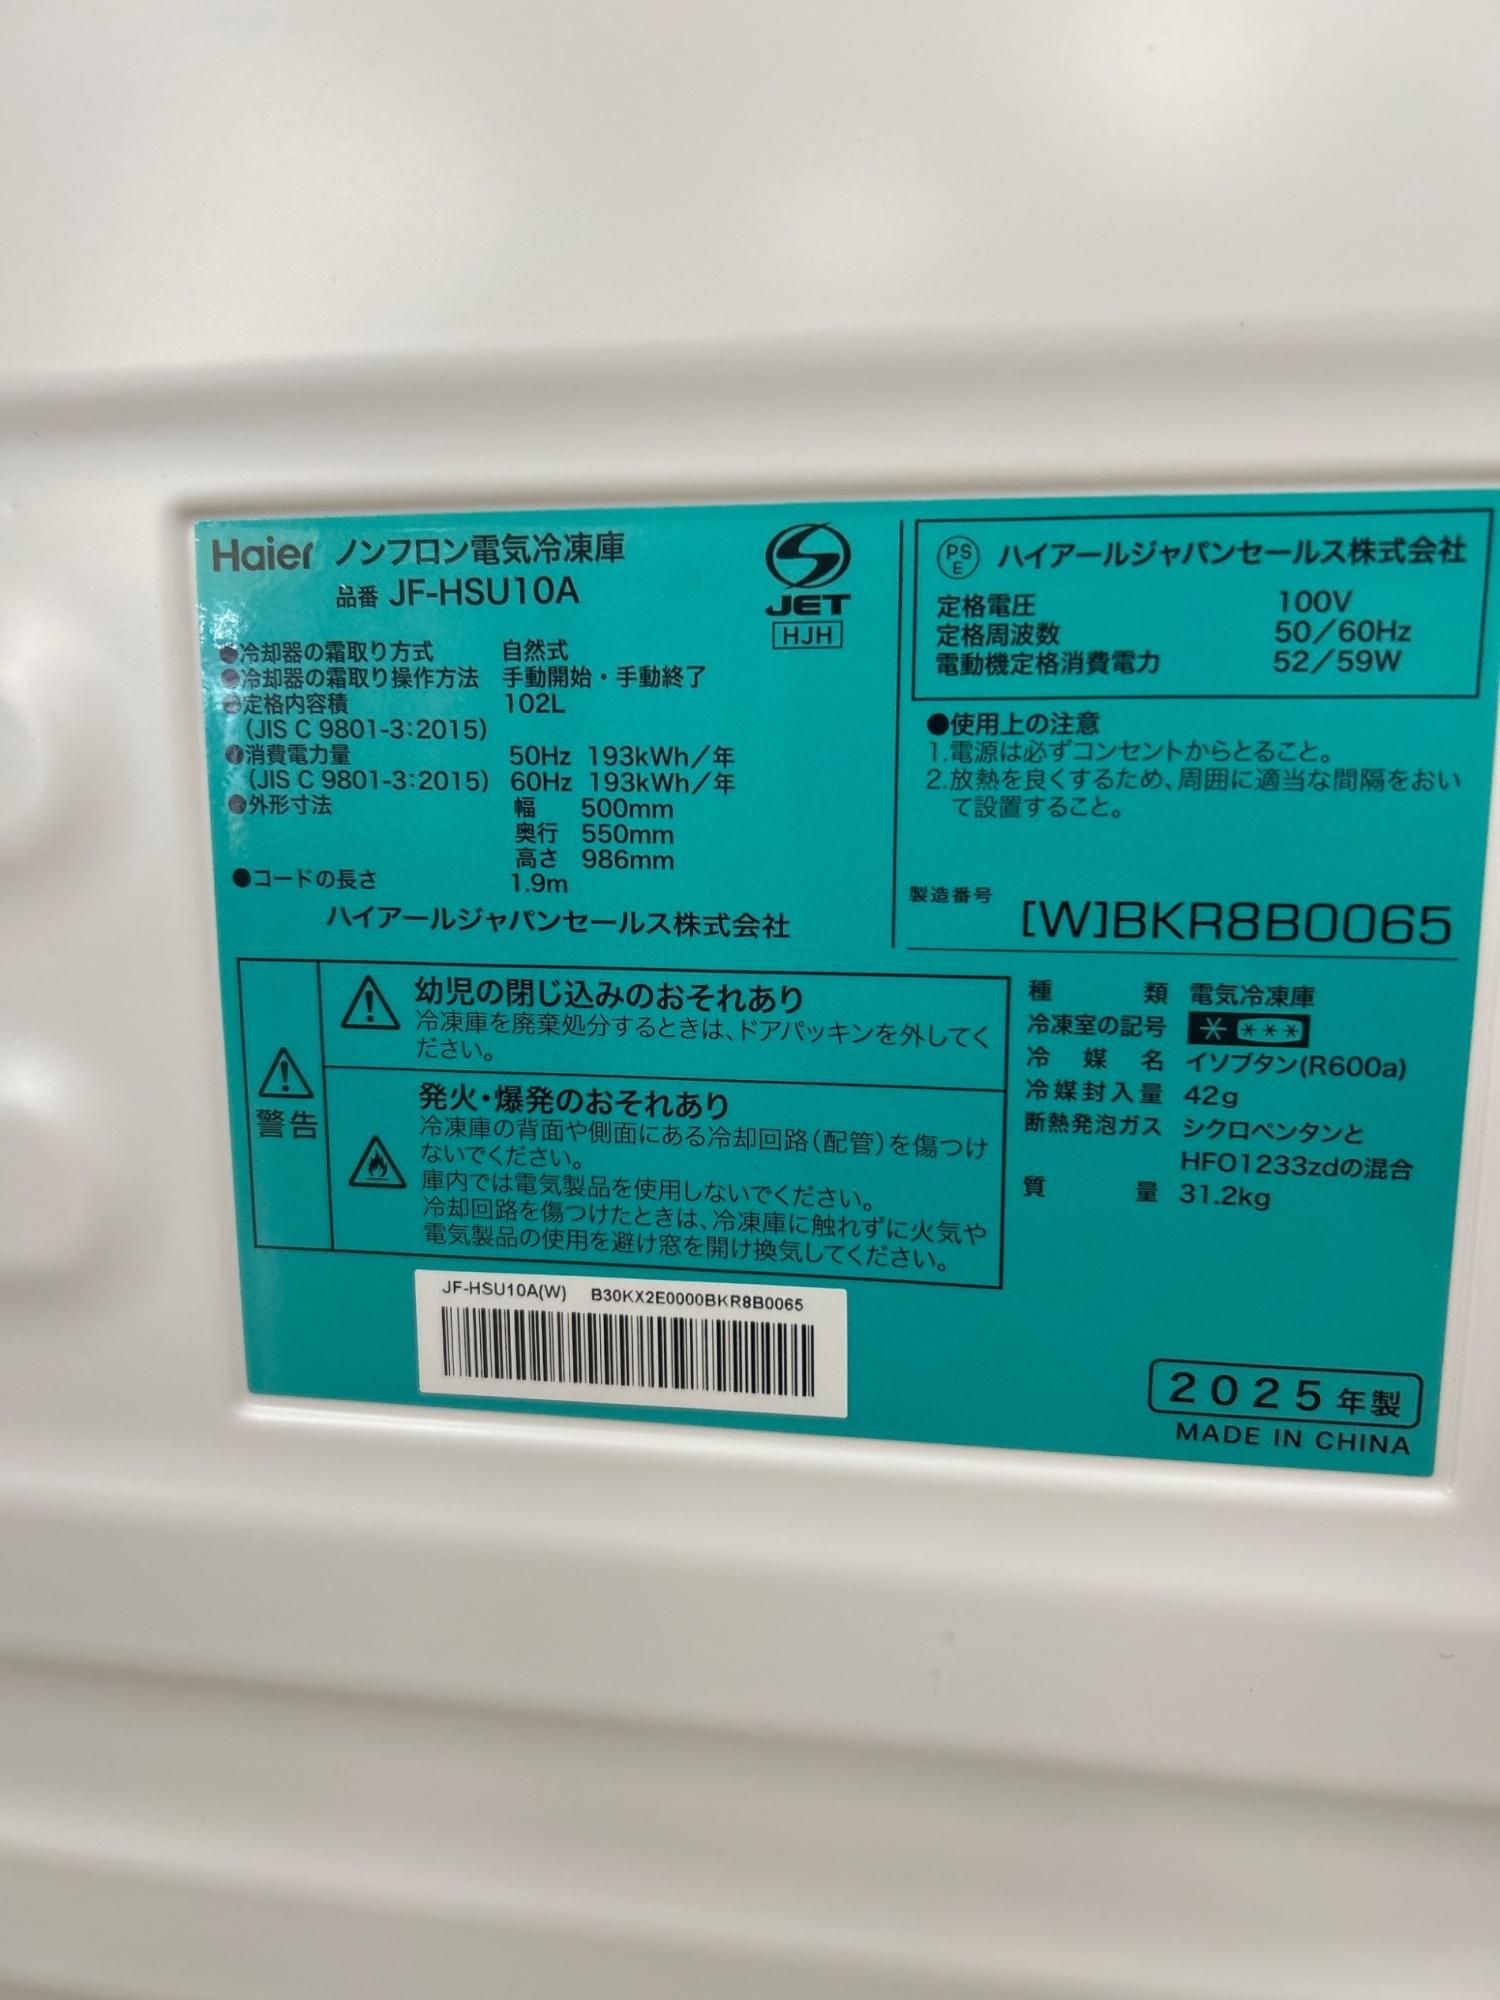 Haier ノンフロン電気冷凍庫
品番 JF-HSU10A
JET
HJH
●冷却器の霜取り方式 自然式
●冷却器の霜取り操作方法 手動開始・手動終了
●定格内容積 102L
(JIS C 9801-3:2015)
●消費電力量 50Hz 193kWh/年
(JIS C 9801-3:2015) 60Hz 193kWh/年
●外形寸法 幅 500mm
奥行 550mm
高さ 986mm
●コードの長さ 1.9m
ハイアールジャパンセールス株式会社
PS
E
ハイアールジャパンセールス株式会社
定格電圧 100V
定格周波数 50/60Hz
電動機定格消費電力 52/59W
●使用上の注意
1.電源は必ずコンセントからとること。
2.放熱を良くするため、周囲に適当な間隔をおい
て設置すること。
製造番号 [W]BKR8B0065
警告
幼児の閉じ込みのおそれあり
冷凍庫を廃棄処分するときは、ドアパッキンを外してく
ださい。
発火・爆発のおそれあり
冷凍庫の背面や側面にある冷却回路(配管)を傷つけ
ないでください。
庫内では電気製品を使用しないでください。
冷却回路を傷つけたときは、冷凍庫に触れずに火気や
電気製品の使用を避け窓を開け換気してください。
種類 電気冷凍庫
冷凍室の記号 * ***
冷媒名 イソブタン(R600a)
冷媒封入量 42g
断熱発泡ガス シクロペンタンと
HFO1233zdの混合
質量 31.2kg
JF-HSU10A(W) B30KX2E0000BKR8B0065
2025年製
MADE IN CHINA